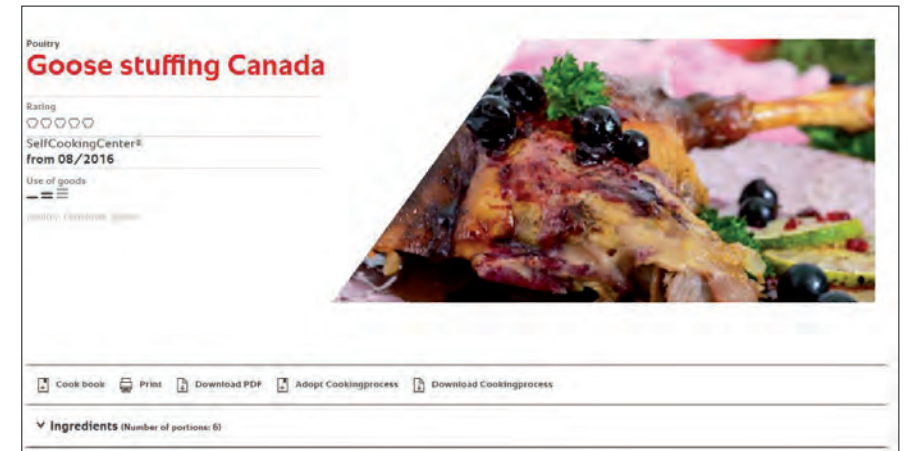 Poultry
Goose stuffing Canada
Rating
SelfCookingCenter®
from 08/2016
Use of goods
Cook book Print Download PDF Adopt Cookingprocess Download Cookingprocess
Ingredients (Number of portions: 6)